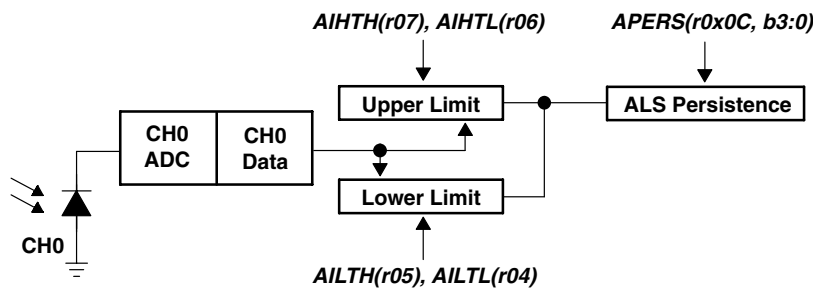 AIHTH(r07), AIHTL(r06)
APERS(r0x0C, b3:0)
Upper Limit
ALS Persistence
CH0
ADC
CH0
Data
Lower Limit
CH0
AILTH(r05), AILTL(r04)